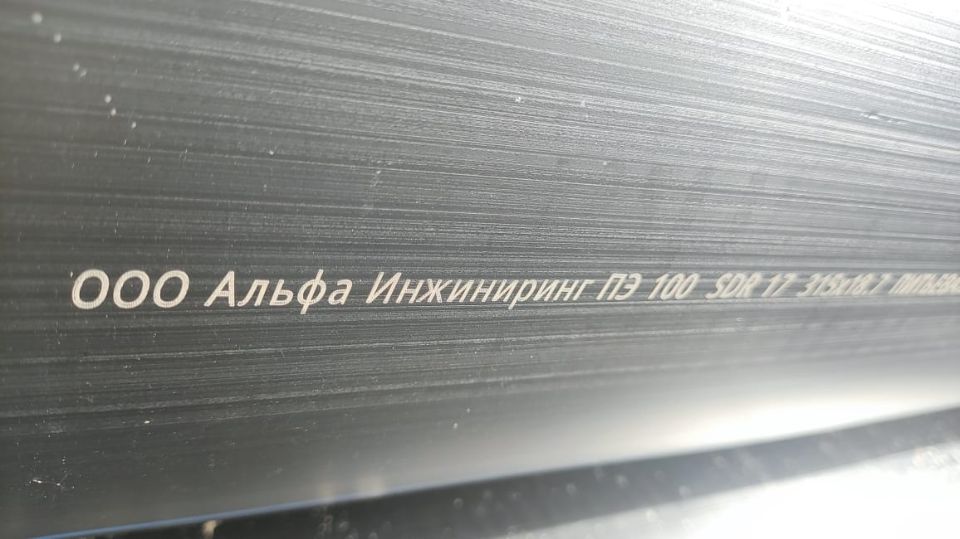 ООО Альфа Инжиниринг ПЭ 100 SDR 17 315х18,7